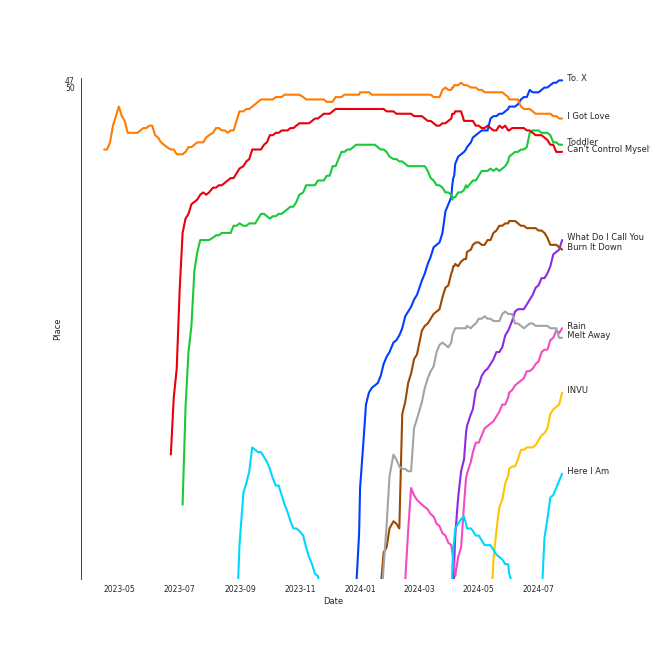 47
50
To. X
I Got Love
Toddler
Can't Control Myself
What Do I Call You
Burn It Down
Rain
Melt Away
INVU
Here I Am
Place
2023-05
2023-07
2023-09
2023-11
2024-01
2024-03
2024-05
2024-07
Date